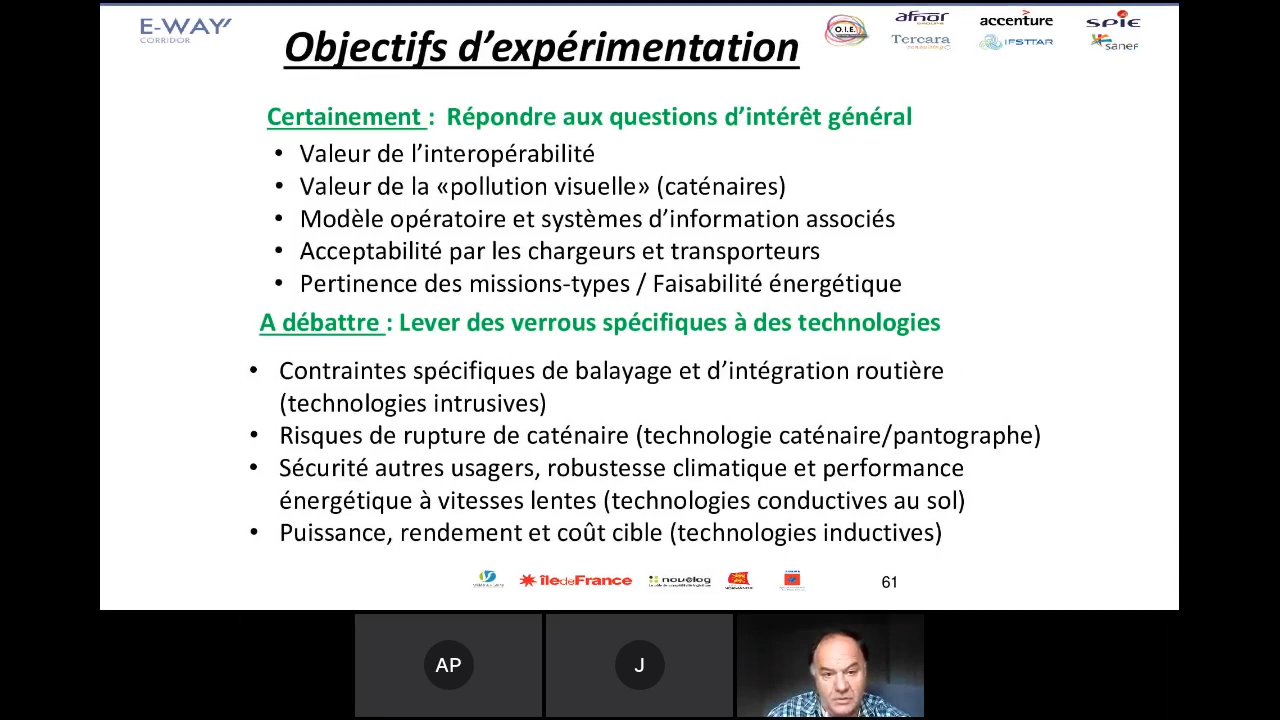 E-WAY
CORRIDOR
Objectifs d’expérimentation
O.I.E.
afnor
GROUPE
accenture
SPIE
Tercara
consulting
IFSTTAR
sanef
Certainement : Répondre aux questions d’intérêt général
• Valeur de l’interopérabilité
• Valeur de la «pollution visuelle» (caténaires)
• Modèle opératoire et systèmes d’information associés
• Acceptabilité par les chargeurs et transporteurs
• Pertinence des missions-types / Faisabilité énergétique
A débattre : Lever des verrous spécifiques à des technologies
• Contraintes spécifiques de balayage et d’intégration routière
(technologies intrusives)
• Risques de rupture de caténaire (technologie caténaire/pantographe)
• Sécurité autres usagers, robustesse climatique et performance
énergétique à vitesses lentes (technologies conductives au sol)
• Puissance, rendement et coût cible (technologies inductives)
îledeFrance
novelog
61
AP
J